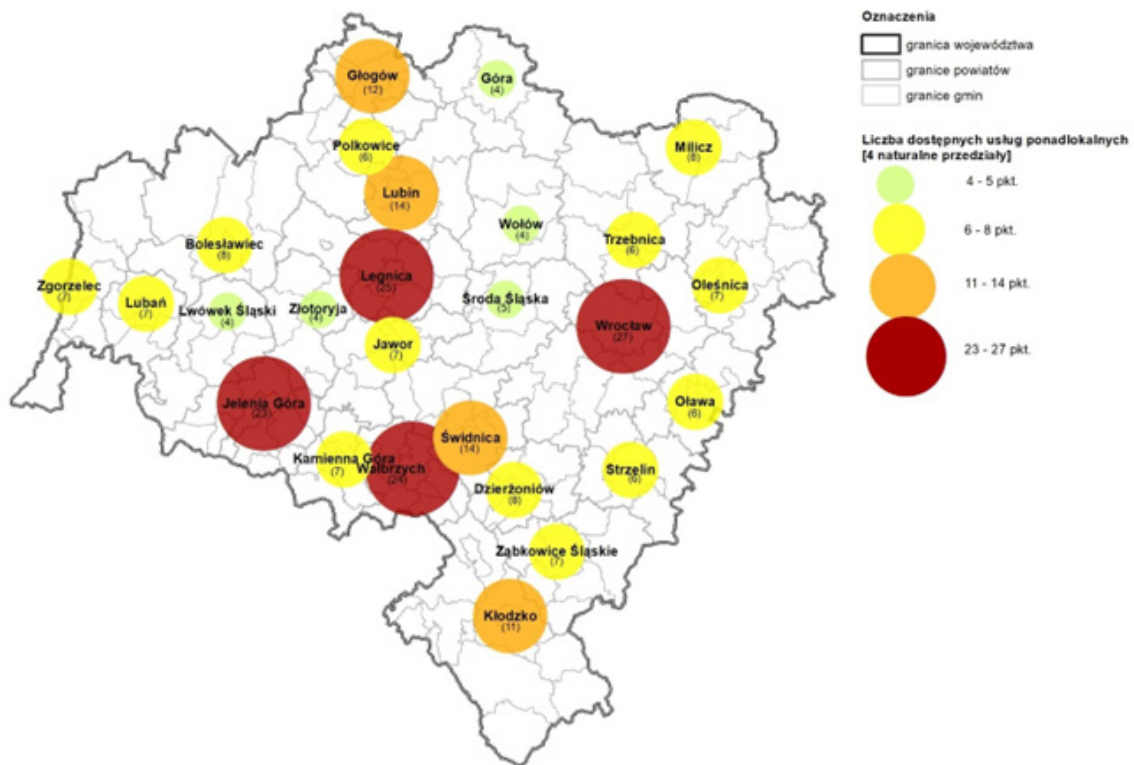 Oznaczenia
granica województwa
granice powiatów
granice gmin
Liczba dostępnych usług ponadlokalnych
[4 naturalne przedziały]
4 - 5 pkt.
6 - 8 pkt.
11 - 14 pkt.
23 - 27 pkt.
Głogów
(12)
Góra
(4)
Polkowice
(6)
Milicz
(8)
Lubin
(14)
Wołów
(4)
Trzebnica
(6)
Bolesławiec
(8)
Legnica
(25)
Zgorzelec
(7)
Lubań
(7)
Lwówek Śląski
(4)
Złotoryja
(4)
Środa Śląska
(5)
Oleśnica
(7)
Wrocław
(27)
Jawor
(7)
Jelenia Góra
(23)
Oława
(6)
Świdnica
(14)
Kamienna Góra
(7)
Wałbrzych
(24)
Strzelin
(6)
Dzierżoniów
(8)
Ząbkowice Śląskie
(7)
Kłodzko
(11)